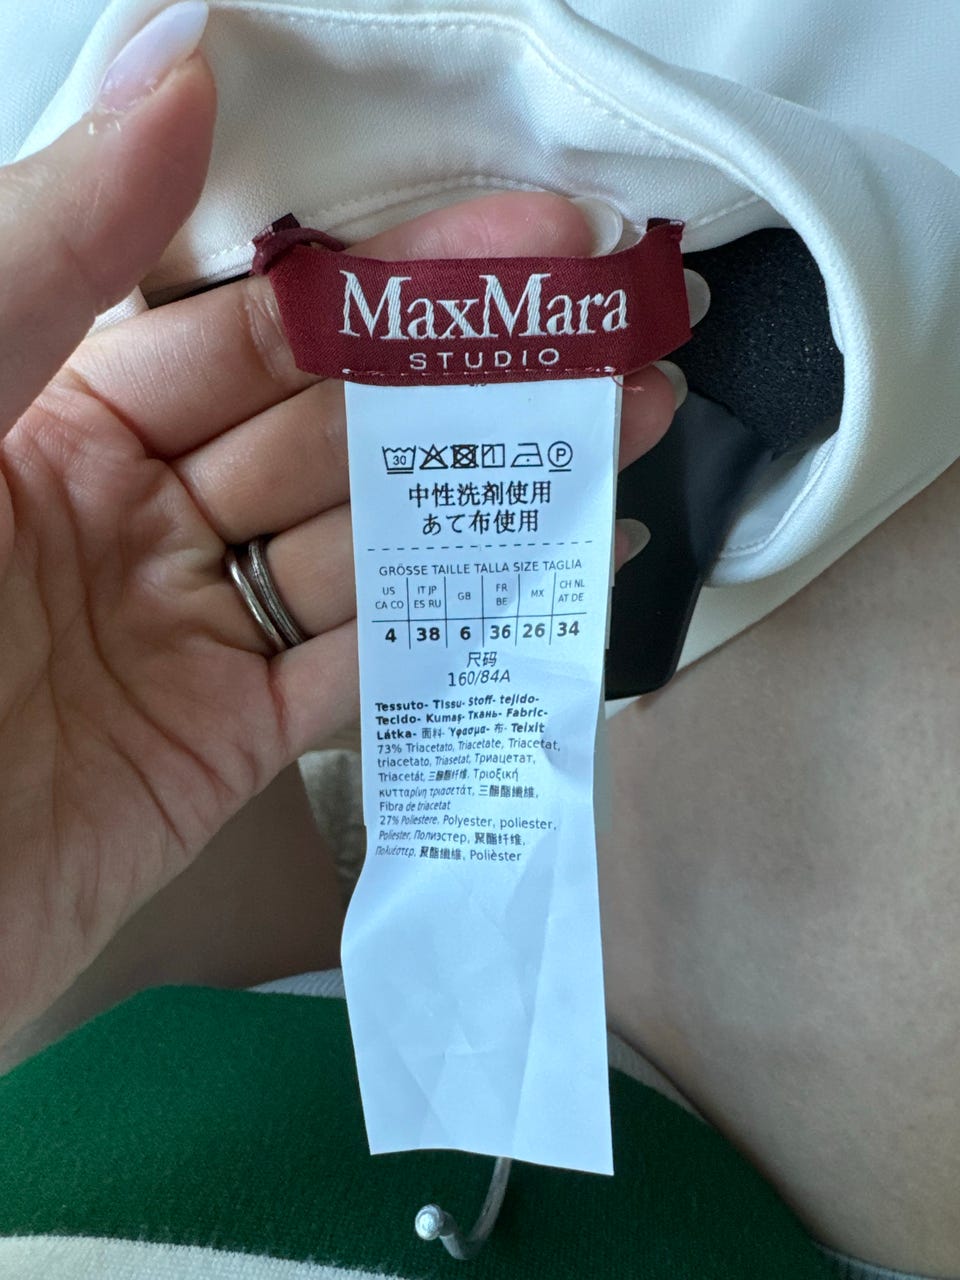 MaxMara
STUDIO
30 P
中性洗剤使用
あて布使用
GRÖSSE TAILLE TALLA SIZE TAGLIA
US CA CO IT JP ES RU GB FR BE MX CH NL AT DE
4 38 6 36 26 34
尺码
160/84A
Tessuto- Tissu- Stoff- tejido-
Tecido- Kumaş- Ткань- Fabric-
Látka- 面料- Ύφασμα- 布- Teixit
73% Triacetato, Triacetate, Triacetat,
triacetato, Triasetat, Триацетат,
Triacetát, 三醋酯纤维, Τριοξική
κυτταρίνη τριασετάτ, 三醋酯纖維,
Fibra de triacetat
27% Poliestere, Polyester, poliester,
Poliester, Полиэстер, 聚酯纤维,
Πολυέστερ, 聚酯纖維, Polièster